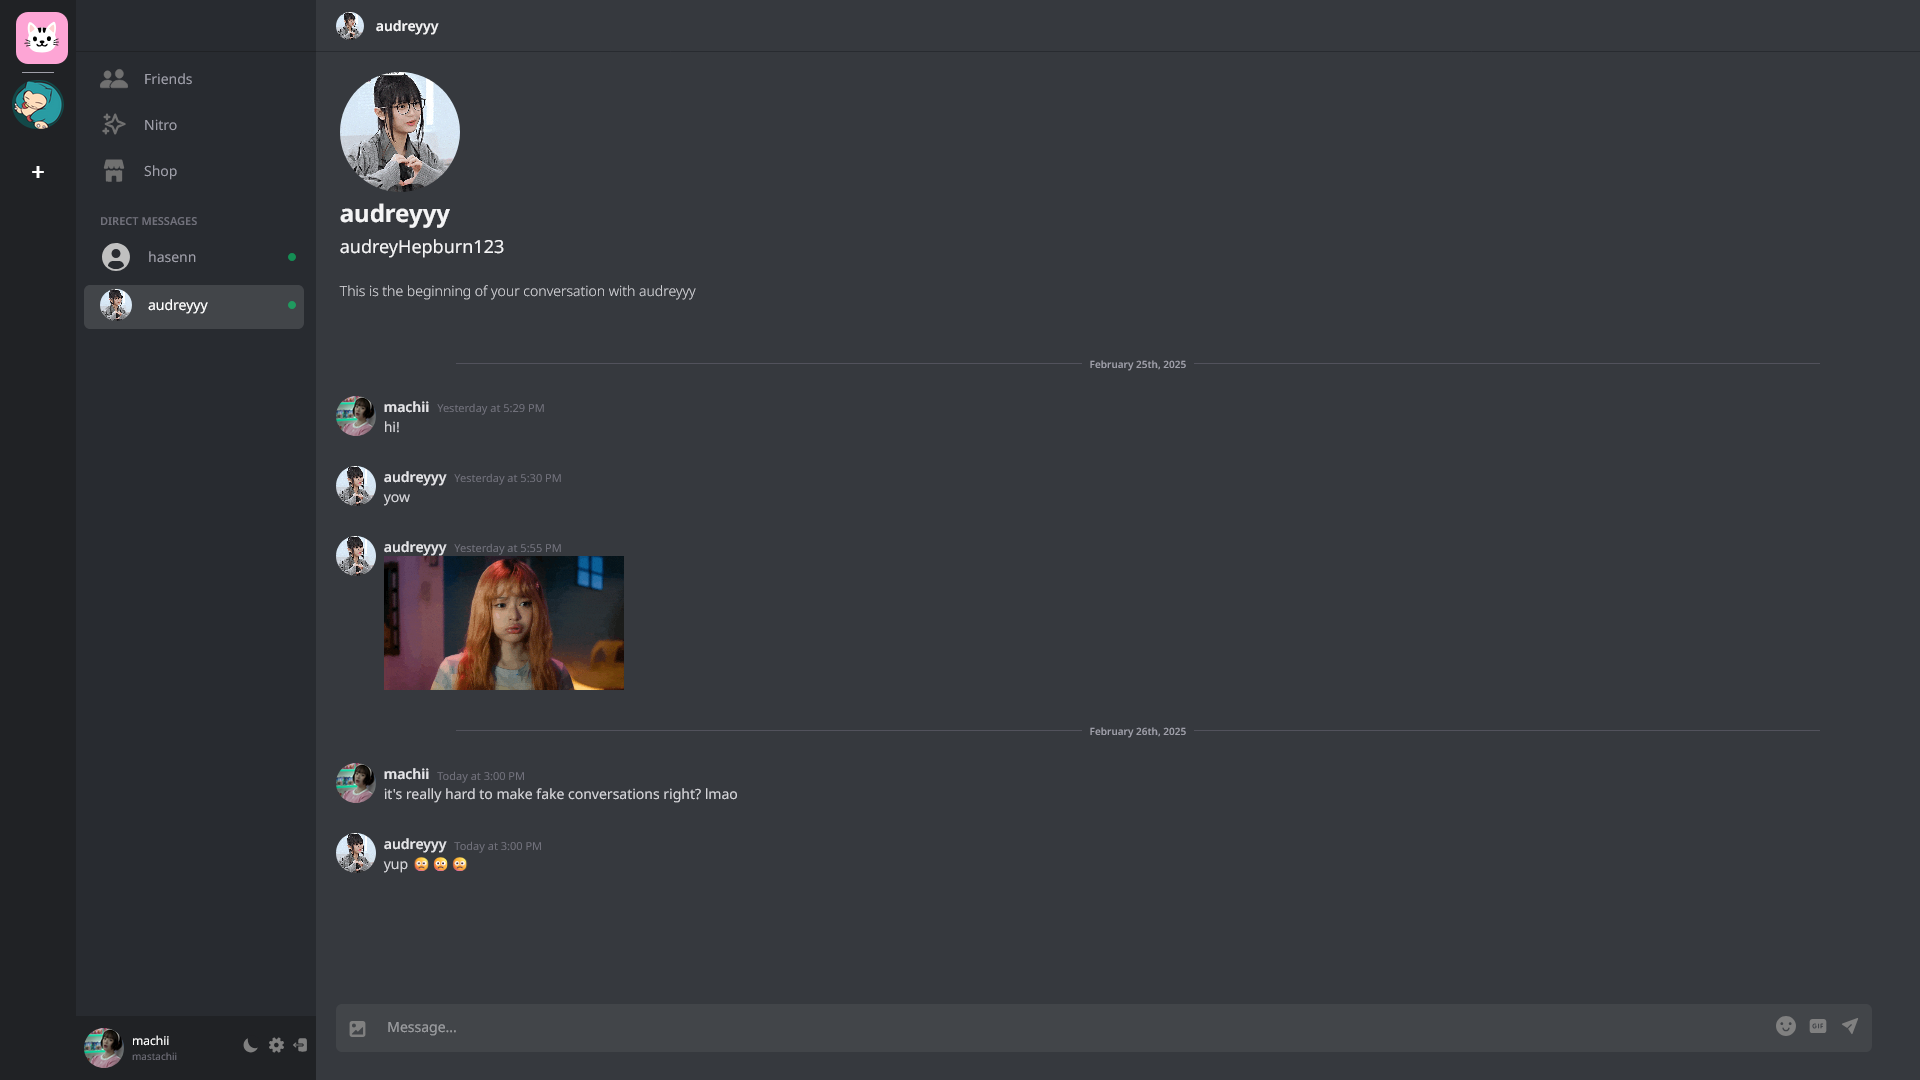 Friends
Nitro
Shop
DIRECT MESSAGES
hasenn
audreyyy
machii
mastachii
audreyyy
audreyyy
audreyHepburn123
This is the beginning of your conversation with audreyyy
February 25th, 2025
machii Yesterday at 5:29 PM
hi!
audreyyy Yesterday at 5:30 PM
yow
audreyyy Yesterday at 5:55 PM
February 26th, 2025
machii Today at 3:00 PM
it's really hard to make fake conversations right? lmao
audreyyy Today at 3:00 PM
yup
Message...
GIF